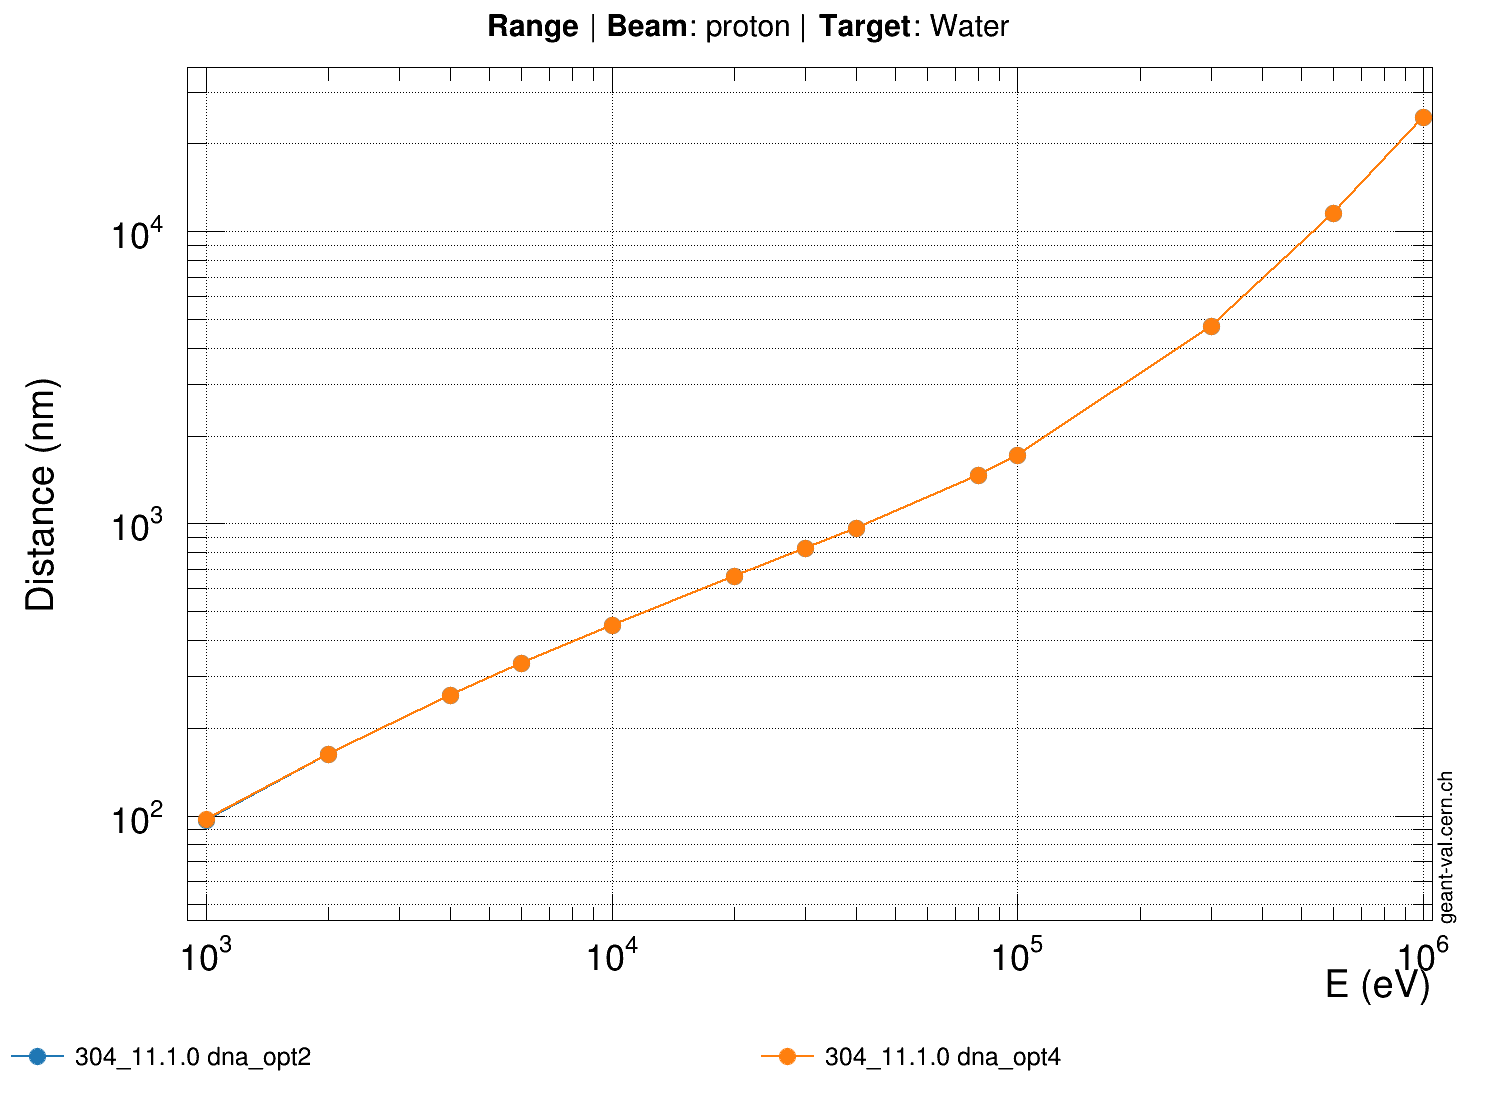 Range | Beam: proton | Target: Water
Distance (nm)
10^4
10^3
10^2
10^3
10^4
10^5
10^6
E (eV)
geant-val.cern.ch
304_11.1.0 dna_opt2
304_11.1.0 dna_opt4